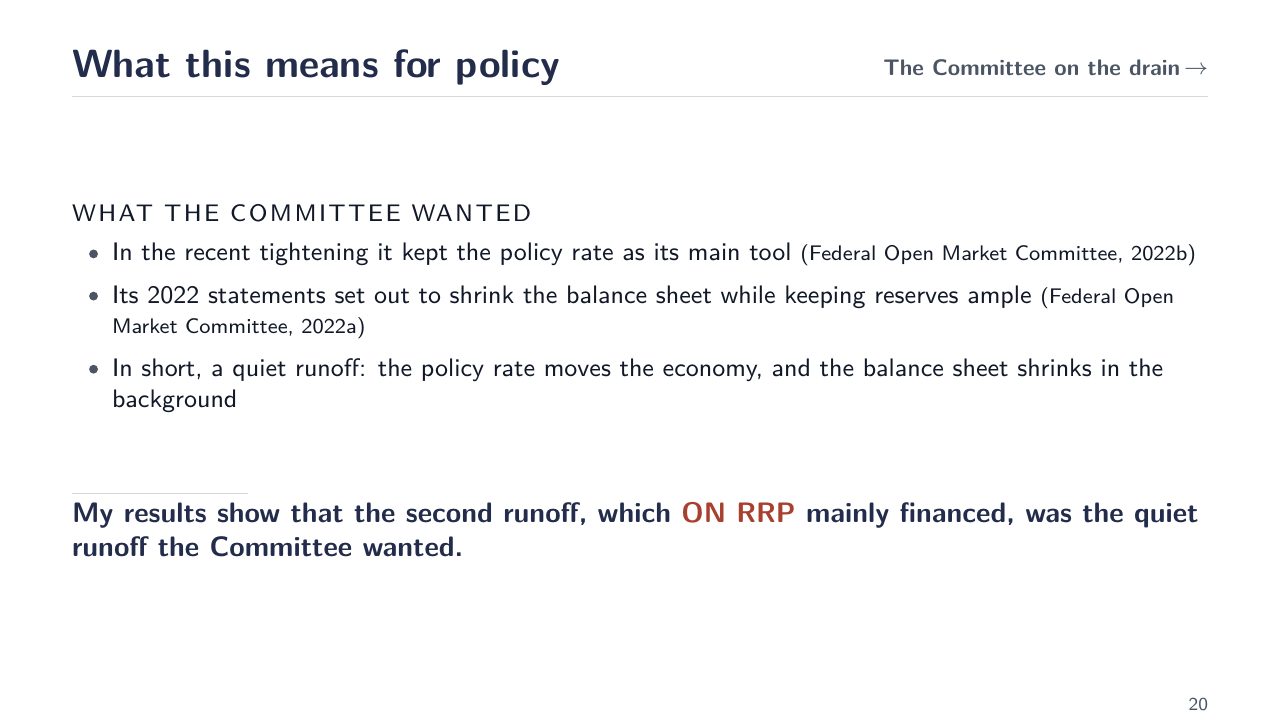 What this means for policy
The Committee on the drain →
WHAT THE COMMITTEE WANTED
• In the recent tightening it kept the policy rate as its main tool (Federal Open Market Committee, 2022b)
• Its 2022 statements set out to shrink the balance sheet while keeping reserves ample (Federal Open
Market Committee, 2022a)
• In short, a quiet runoff: the policy rate moves the economy, and the balance sheet shrinks in the
background
My results show that the second runoff, which ON RRP mainly financed, was the quiet
runoff the Committee wanted.
20